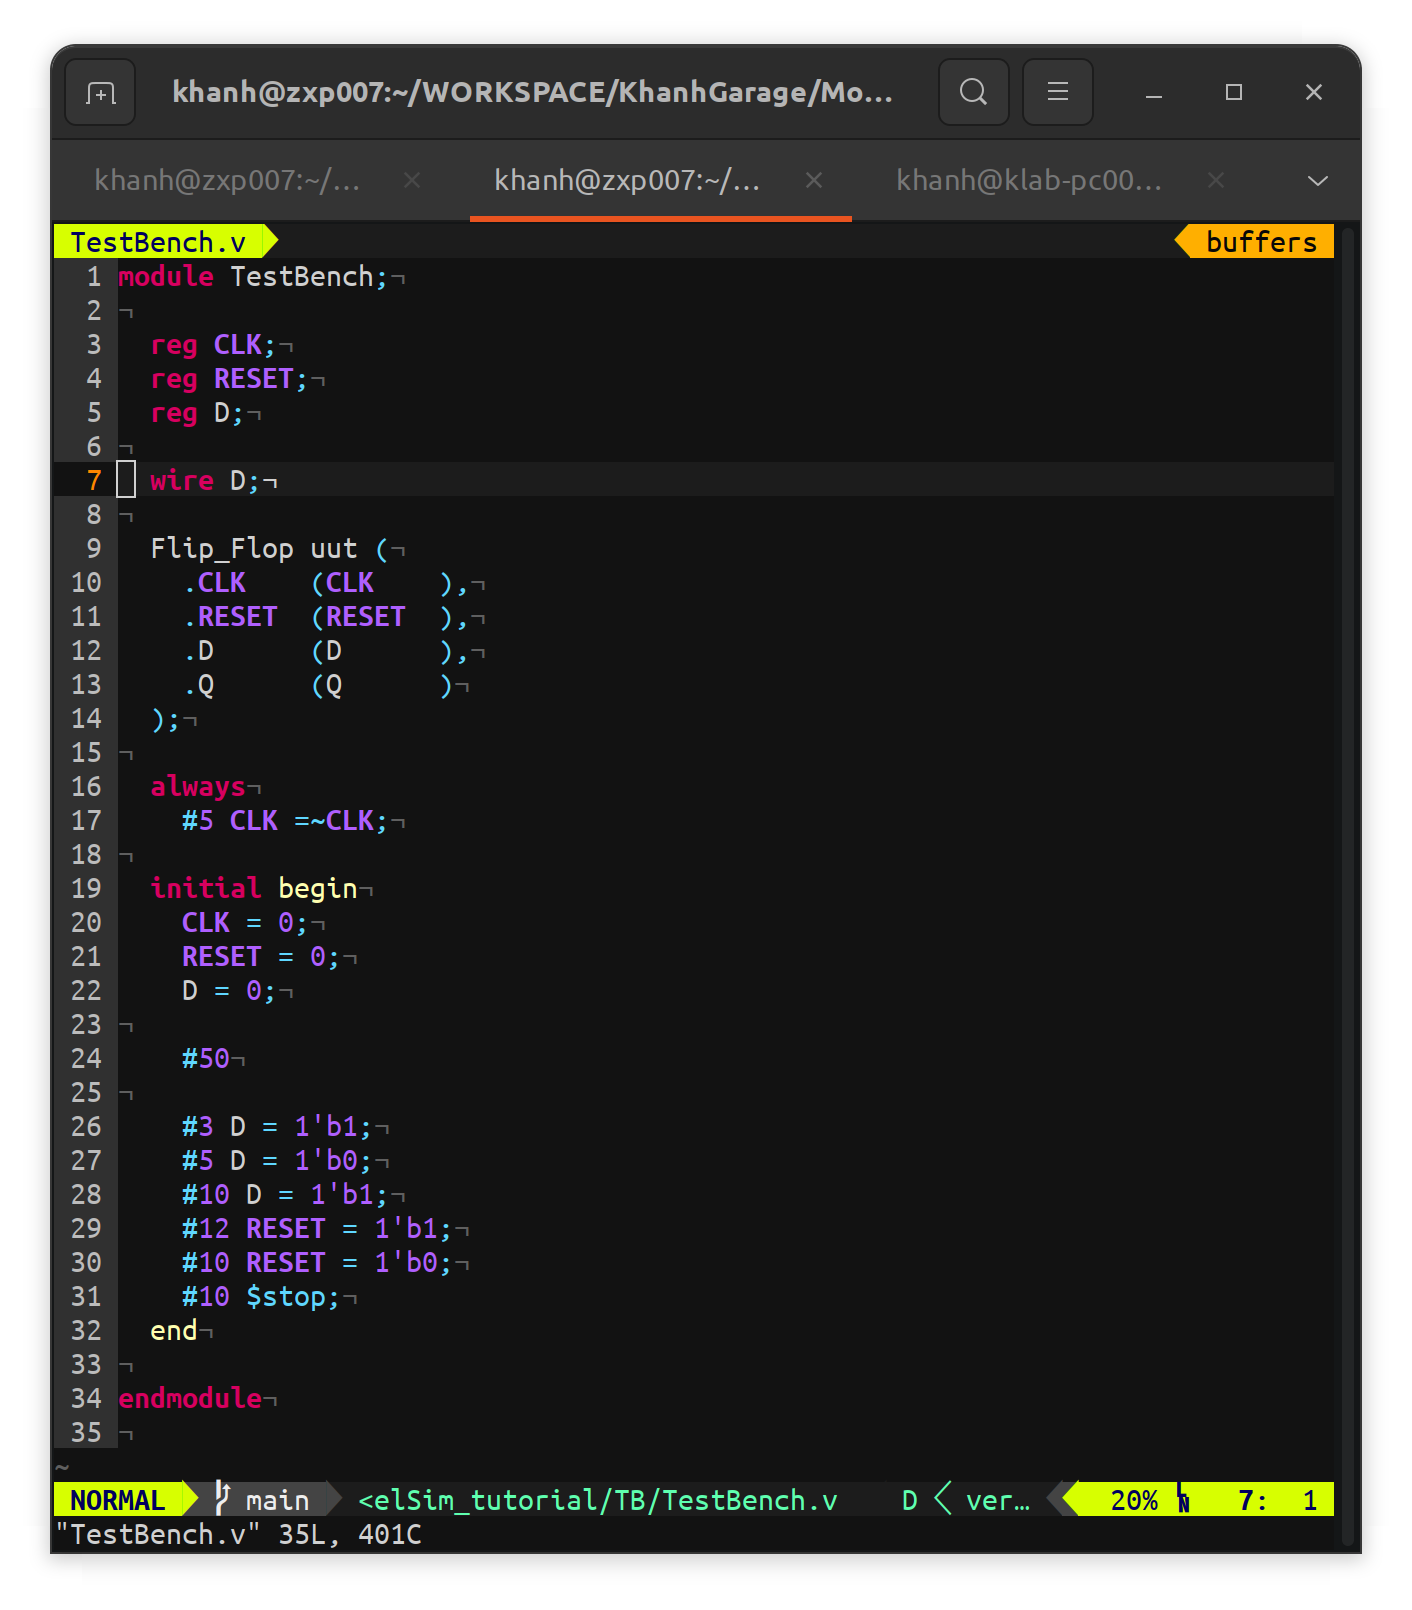 khanh@zxp007:~/WORKSPACE/KhanhGarage/Mo...
khanh@zxp007:~/... khanh@zxp007:~/... khanh@klab-pc00...
TestBench.v buffers
1 module TestBench;¬
2 ¬
3   reg CLK;¬
4   reg RESET;¬
5   reg D;¬
6 ¬
7   wire D;¬
8 ¬
9   Flip_Flop uut (¬
10     .CLK    (CLK    ),¬
11     .RESET  (RESET  ),¬
12     .D      (D      ),¬
13     .Q      (Q      )¬
14   );¬
15 ¬
16   always¬
17     #5 CLK =~CLK;¬
18 ¬
19   initial begin¬
20     CLK = 0;¬
21     RESET = 0;¬
22     D = 0;¬
23 ¬
24     #50¬
25 ¬
26     #3 D = 1'b1;¬
27     #5 D = 1'b0;¬
28     #10 D = 1'b1;¬
29     #12 RESET = 1'b1;¬
30     #10 RESET = 1'b0;¬
31     #10 $stop;¬
32   end¬
33 ¬
34 endmodule¬
35 ¬
~
NORMAL main <elSim_tutorial/TB/TestBench.v D ver... 20% LN 7: 1
"TestBench.v" 35L, 401C